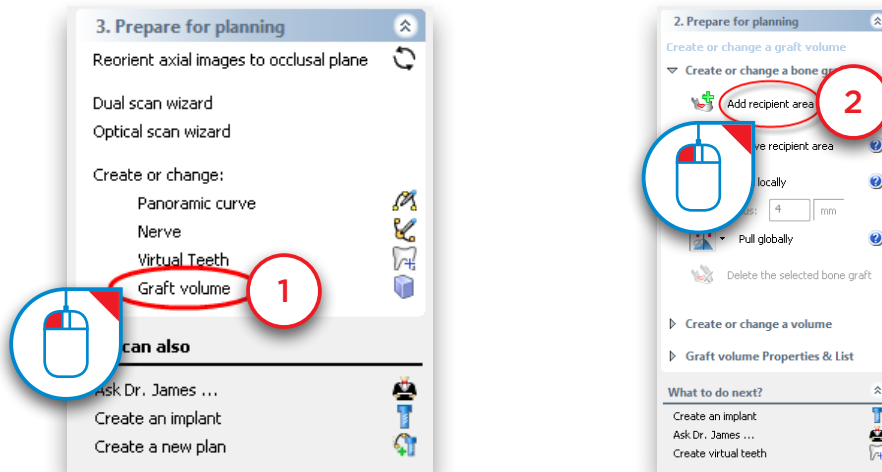 3. Prepare for planning
Reorient axial images to occlusal plane
Dual scan wizard
Optical scan wizard
Create or change:
Panoramic curve
Nerve
Virtual Teeth
Graft volume
1
can also
Ask Dr. James ...
Create an implant
Create a new plan
2. Prepare for planning
Create or change a graft volume
Create or change a bone
Add recipient area
2
recipient area
locally
4 mm
Pull globally
Delete the selected bone graft
Create or change a volume
Graft volume Properties & List
What to do next?
Create an implant
Ask Dr. James ...
Create virtual teeth